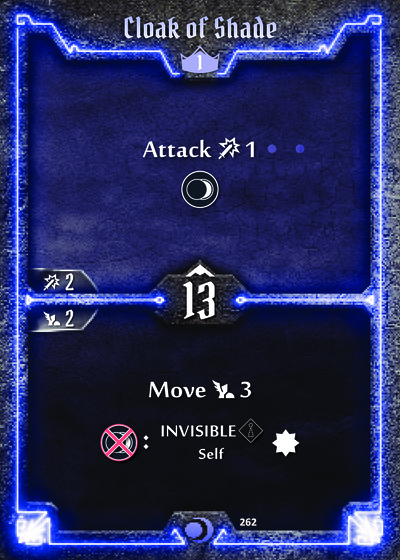 Cloak of Shade
1
Attack 1
2
13
2
Move 3
: INVISIBLE
Self
262